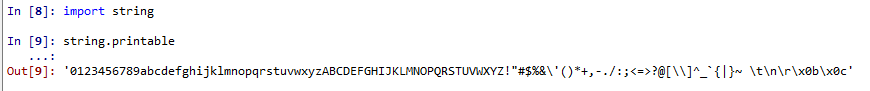 In [8]: import string
In [9]: string.printable
...:
Out[9]: '0123456789abcdefghijklmnopqrstuvwxyzABCDEFGHIJKLMNOPQRSTUVWXYZ!"#$%&\'()*+,-./:;<=>?@[\\]^_`{|}~ \t\n\r\x0b\x0c'